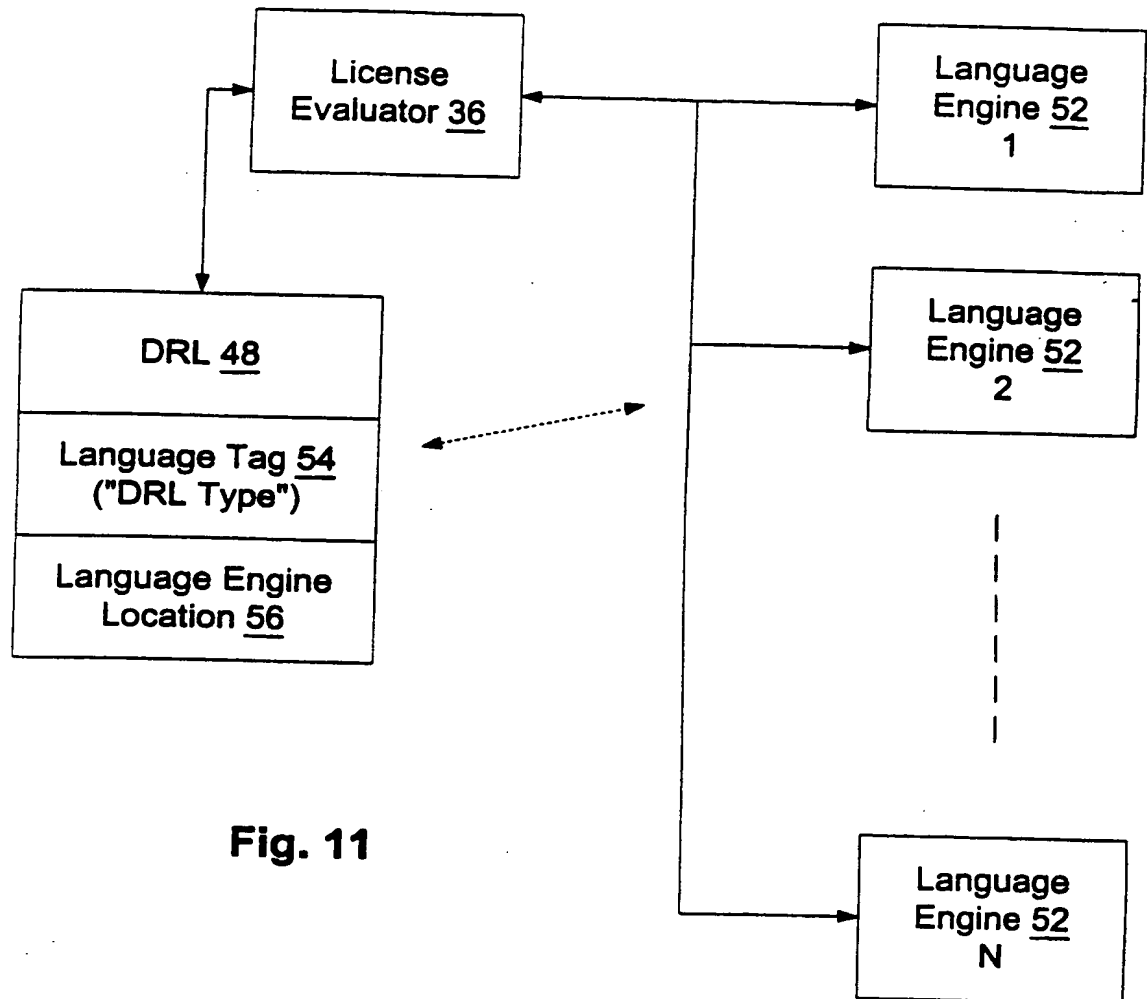 License
Evaluator 36
Language
Engine 52
1
DRL 48
Language Tag 54
("DRL Type")
Language Engine
Location 56
Language
Engine 52
2
Language
Engine 52
N
Fig. 11